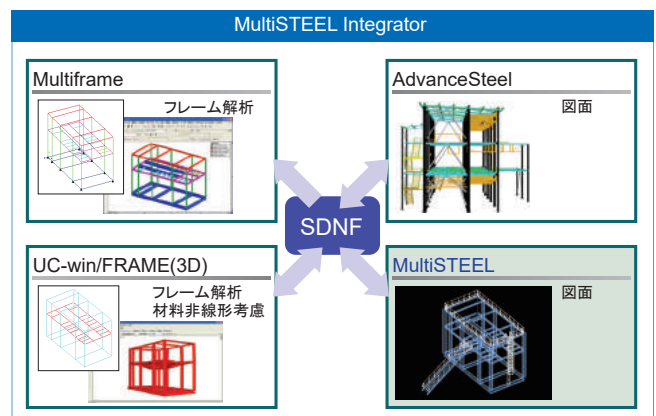 MultiSTEEL Integrator
Multiframe
フレーム解析
AdvanceSteel
図面
SDNF
UC-win/FRAME(3D)
フレーム解析
材料非線形考慮
MultiSTEEL
図面